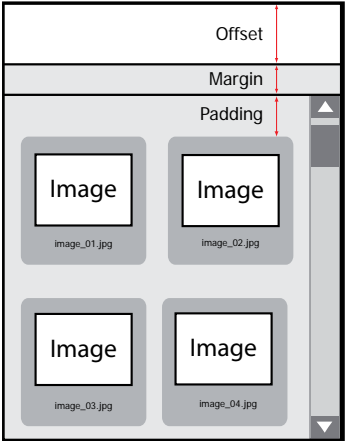 Offset
Margin
Padding
Image
image_01.jpg
Image
image_02.jpg
Image
image_03.jpg
Image
image_04.jpg